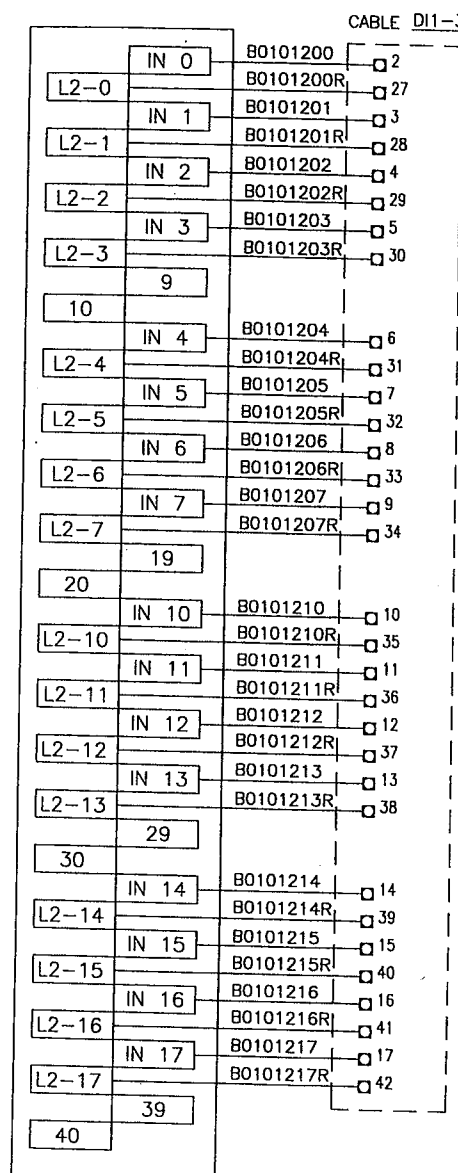 CABLE DI1-3
IN 0 B0101200 2
L2-0 B0101200R 27
IN 1 B0101201 3
L2-1 B0101201R 28
IN 2 B0101202 4
L2-2 B0101202R 29
IN 3 B0101203 5
L2-3 B0101203R 30
9
10
IN 4 B0101204 6
L2-4 B0101204R 31
IN 5 B0101205 7
L2-5 B0101205R 32
IN 6 B0101206 8
L2-6 B0101206R 33
IN 7 B0101207 9
L2-7 B0101207R 34
19
20
IN 10 B0101210 10
L2-10 B0101210R 35
IN 11 B0101211 11
L2-11 B0101211R 36
IN 12 B0101212 12
L2-12 B0101212R 37
IN 13 B0101213 13
L2-13 B0101213R 38
29
30
IN 14 B0101214 14
L2-14 B0101214R 39
IN 15 B0101215 15
L2-15 B0101215R 40
IN 16 B0101216 16
L2-16 B0101216R 41
IN 17 B0101217 17
L2-17 B0101217R 42
39
40